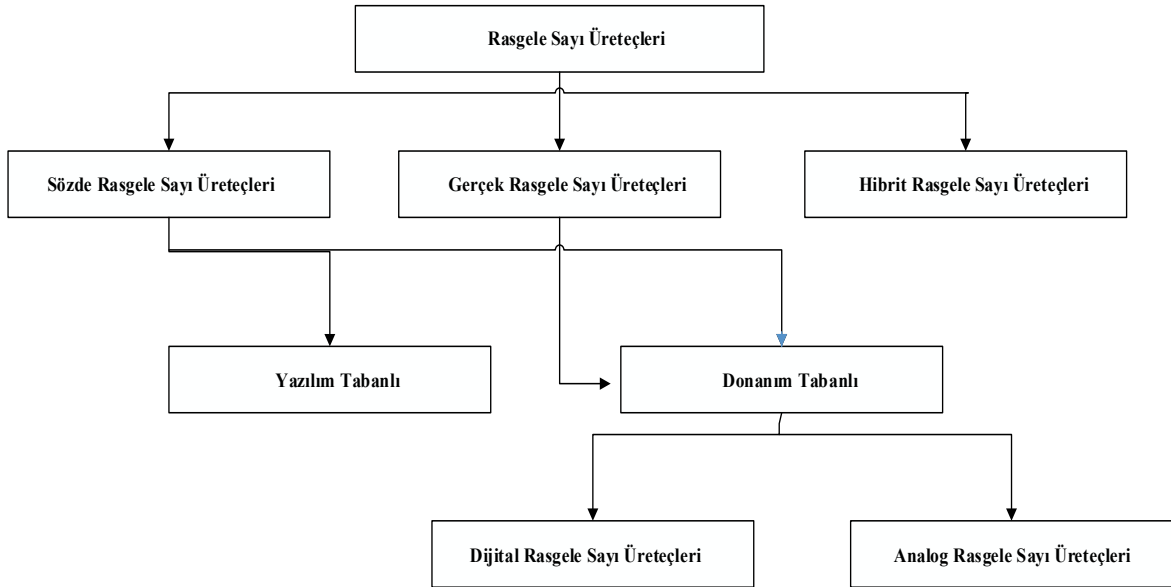 Rasgele Sayı Üreteçleri
Sözde Rasgele Sayı Üreteçleri
Gerçek Rasgele Sayı Üreteçleri
Hibrit Rasgele Sayı Üreteçleri
Yazılım Tabanlı
Donanım Tabanlı
Dijital Rasgele Sayı Üreteçleri
Analog Rasgele Sayı Üreteçleri